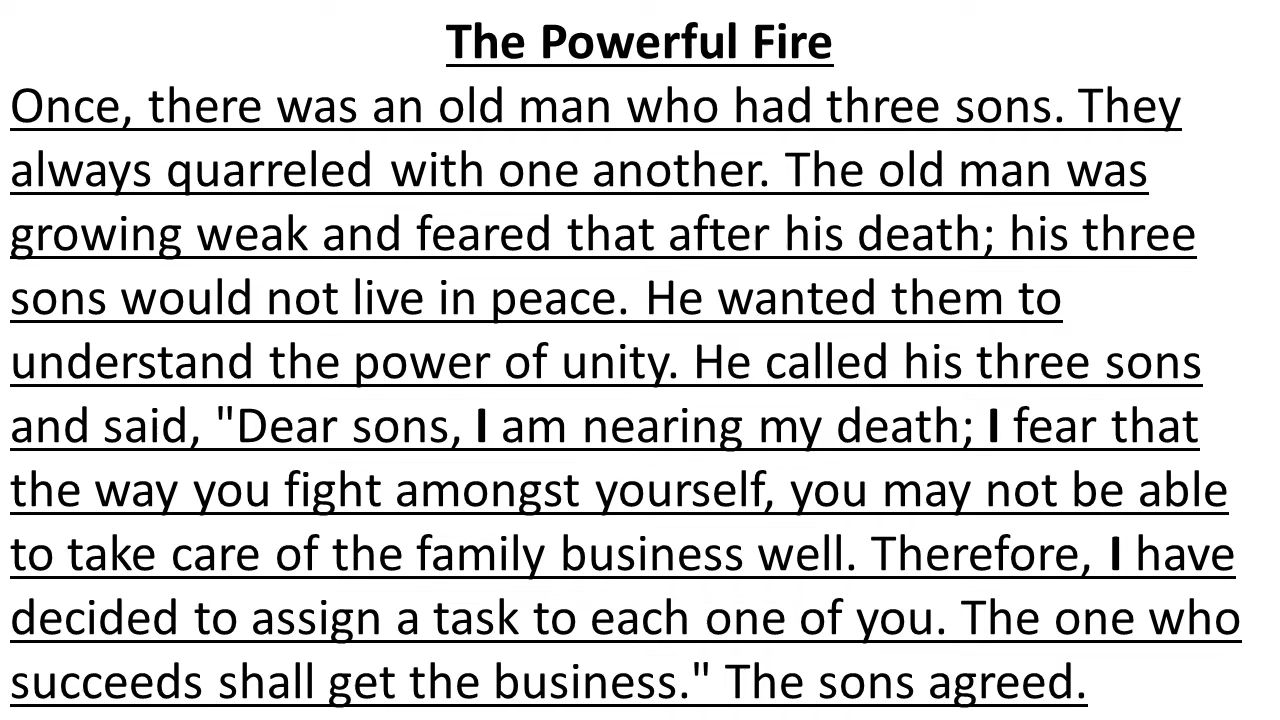 The Powerful Fire
Once, there was an old man who had three sons. They
always quarreled with one another. The old man was
growing weak and feared that after his death; his three
sons would not live in peace. He wanted them to
understand the power of unity. He called his three sons
and said, "Dear sons, I am nearing my death; I fear that
the way you fight amongst yourself, you may not be able
to take care of the family business well. Therefore, I have
decided to assign a task to each one of you. The one who
succeeds shall get the business." The sons agreed.